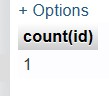 + Options
count(id)
1